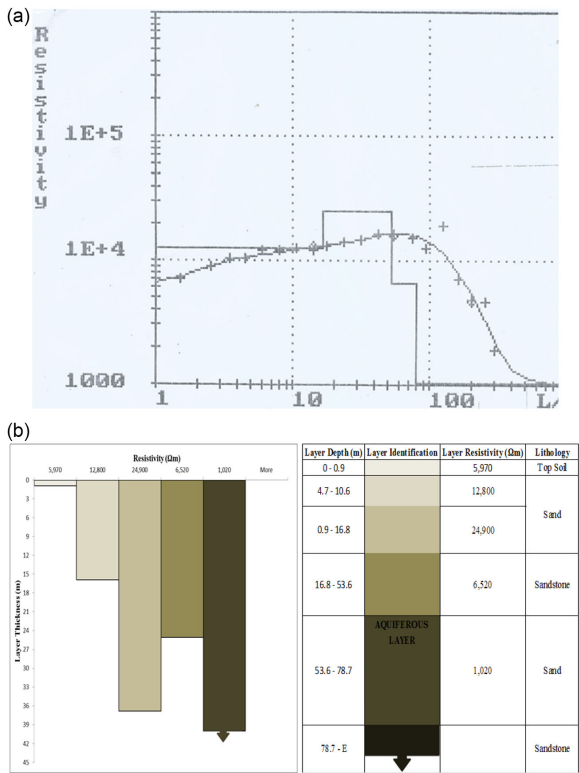 (a)
Resistivity
1E+5
1E+4
1000
1 10 100 L/
(b)
Resistivity (Ωm)
5,970 12,800 24,900 6,520 1,020 More
Layer Thickness (m)
0
3
6
9
12
15
18
21
24
27
30
33
36
39
42
45
Layer Depth (m) Layer Identification Layer Resistivity (Ωm) Lithology
0 - 0.9 5,970 Top Soil
4.7 - 10.6 12,800
Sand
0.9 - 16.8 24,900
16.8 - 53.6 6,520 Sandstone
AQUIFEROUS
LAYER
53.6 - 78.7 1,020 Sand
78.7 - E Sandstone